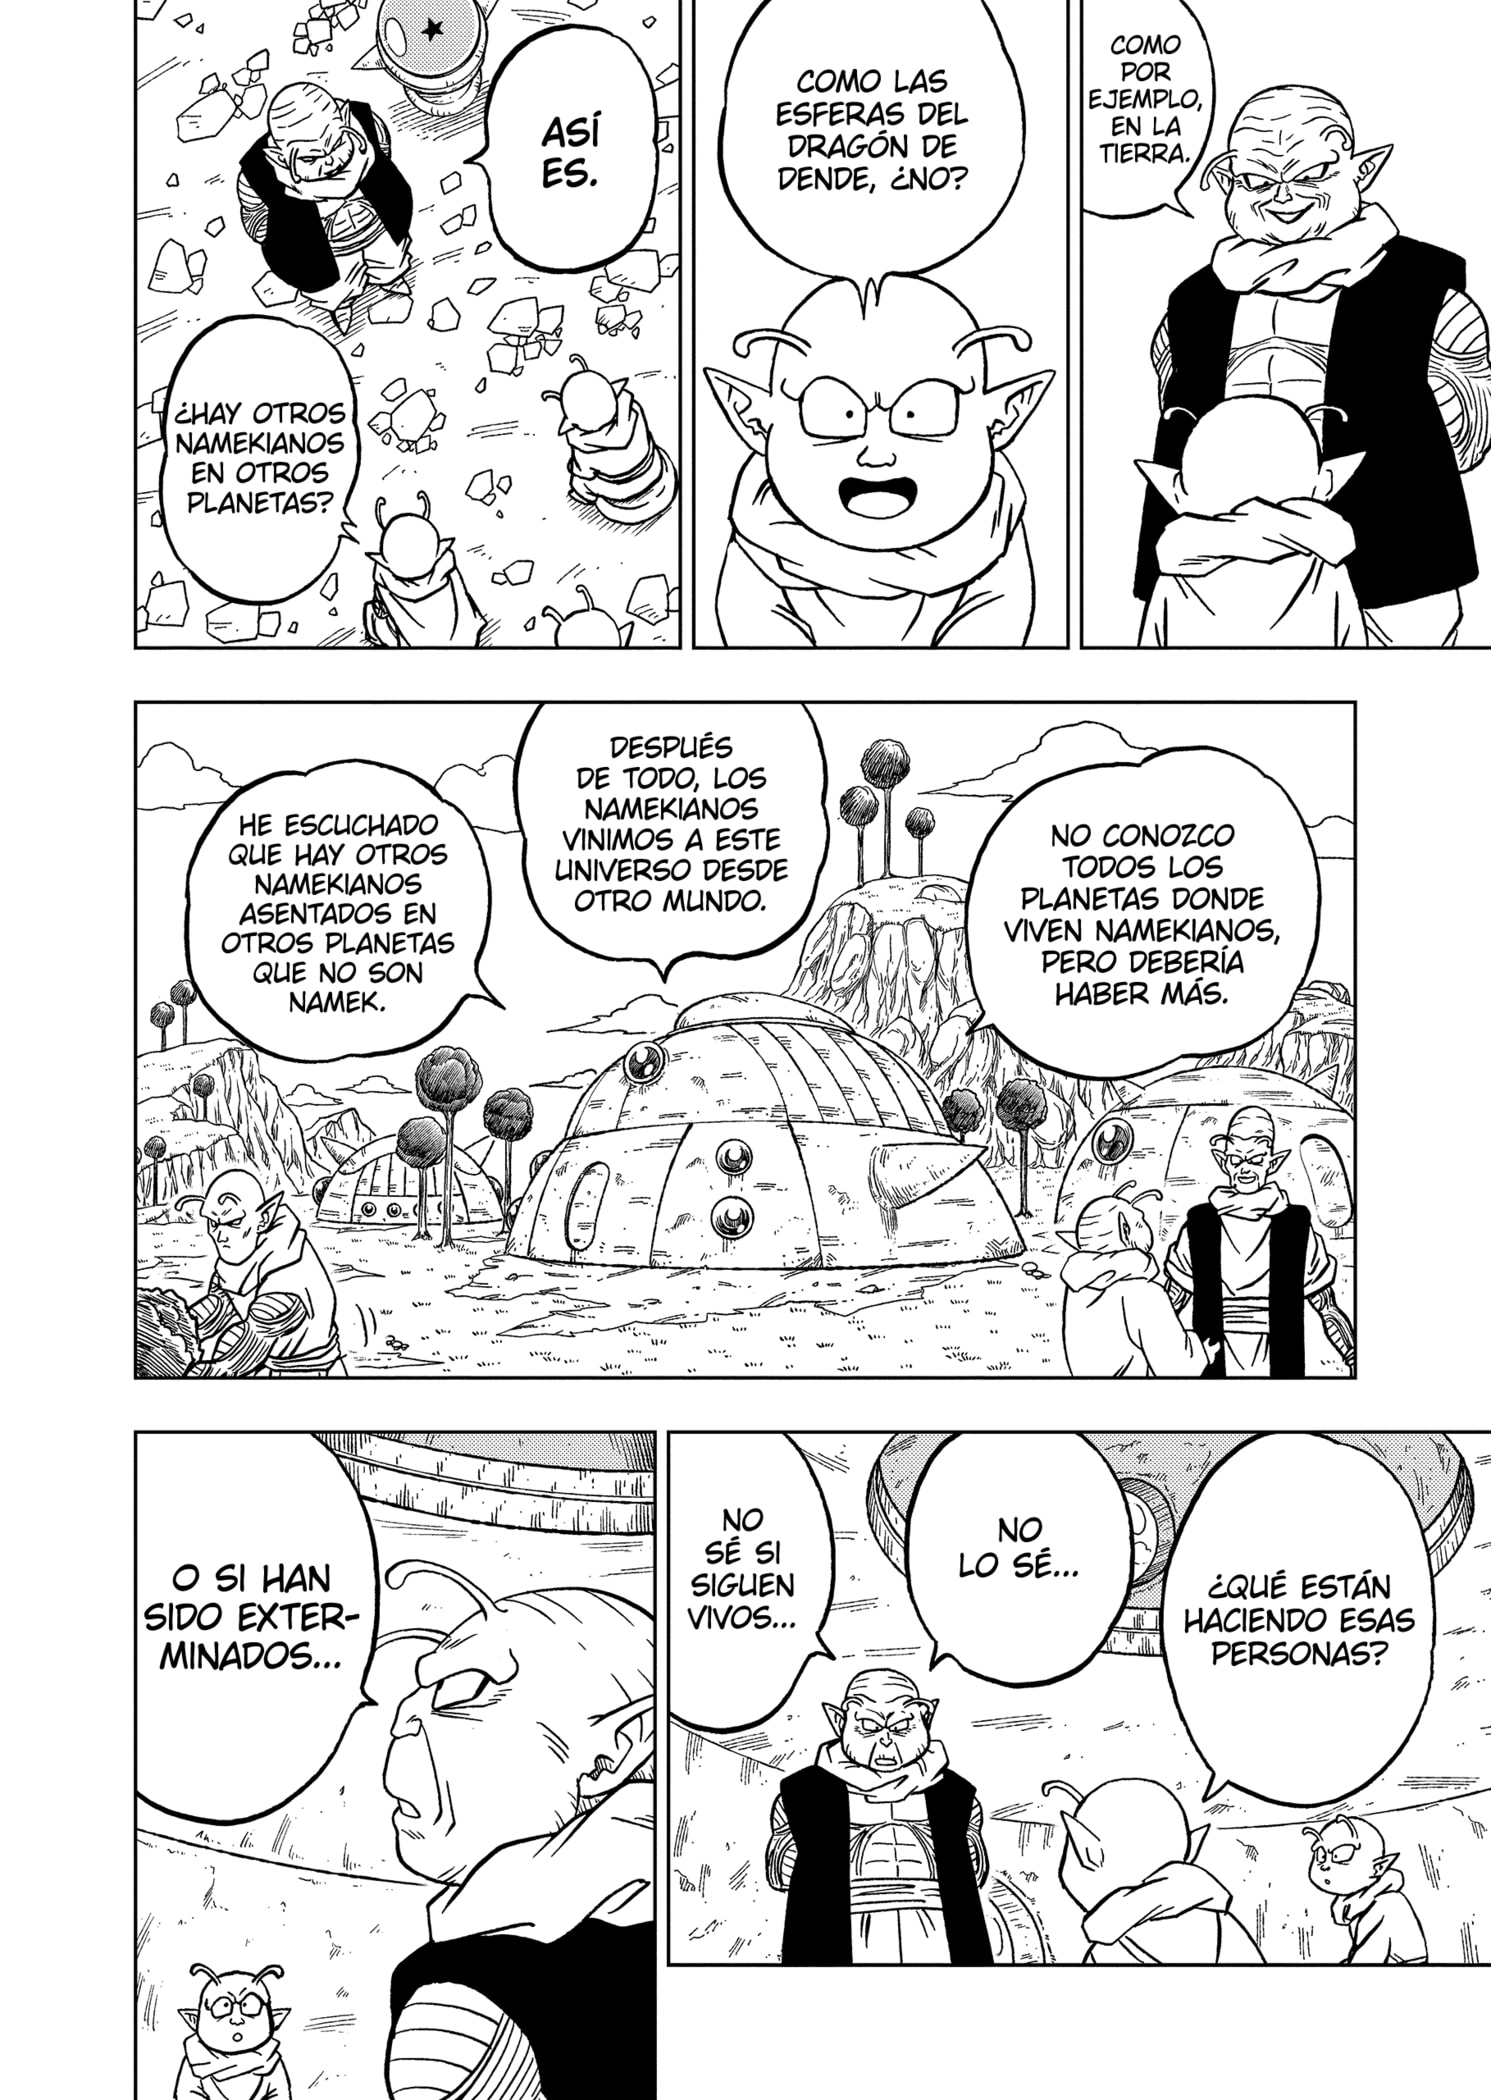 COMO
POR
EJEMPLO,
EN LA
TIERRA.
COMO LAS
ESFERAS DEL
DRAGÓN DE
DENDE, ¿NO?
ASÍ
ES.
¿HAY OTROS
NAMEKIANOS
EN OTROS
PLANETAS?
NO CONOZCO
TODOS LOS
PLANETAS DONDE
VIVEN NAMEKIANOS,
PERO DEBERÍA
HABER MÁS.
DESPUÉS
DE TODO, LOS
NAMEKIANOS
VINIMOS A ESTE
UNIVERSO DESDE
OTRO MUNDO.
HE ESCUCHADO
QUE HAY OTROS
NAMEKIANOS
ASENTADOS EN
OTROS PLANETAS
QUE NO SON
NAMEK.
¿QUÉ ESTÁN
HACIENDO ESAS
PERSONAS?
NO
LO SÉ...
NO
SÉ SI
SIGUEN
VIVOS...
O SI HAN
SIDO EXTER-
MINADOS...